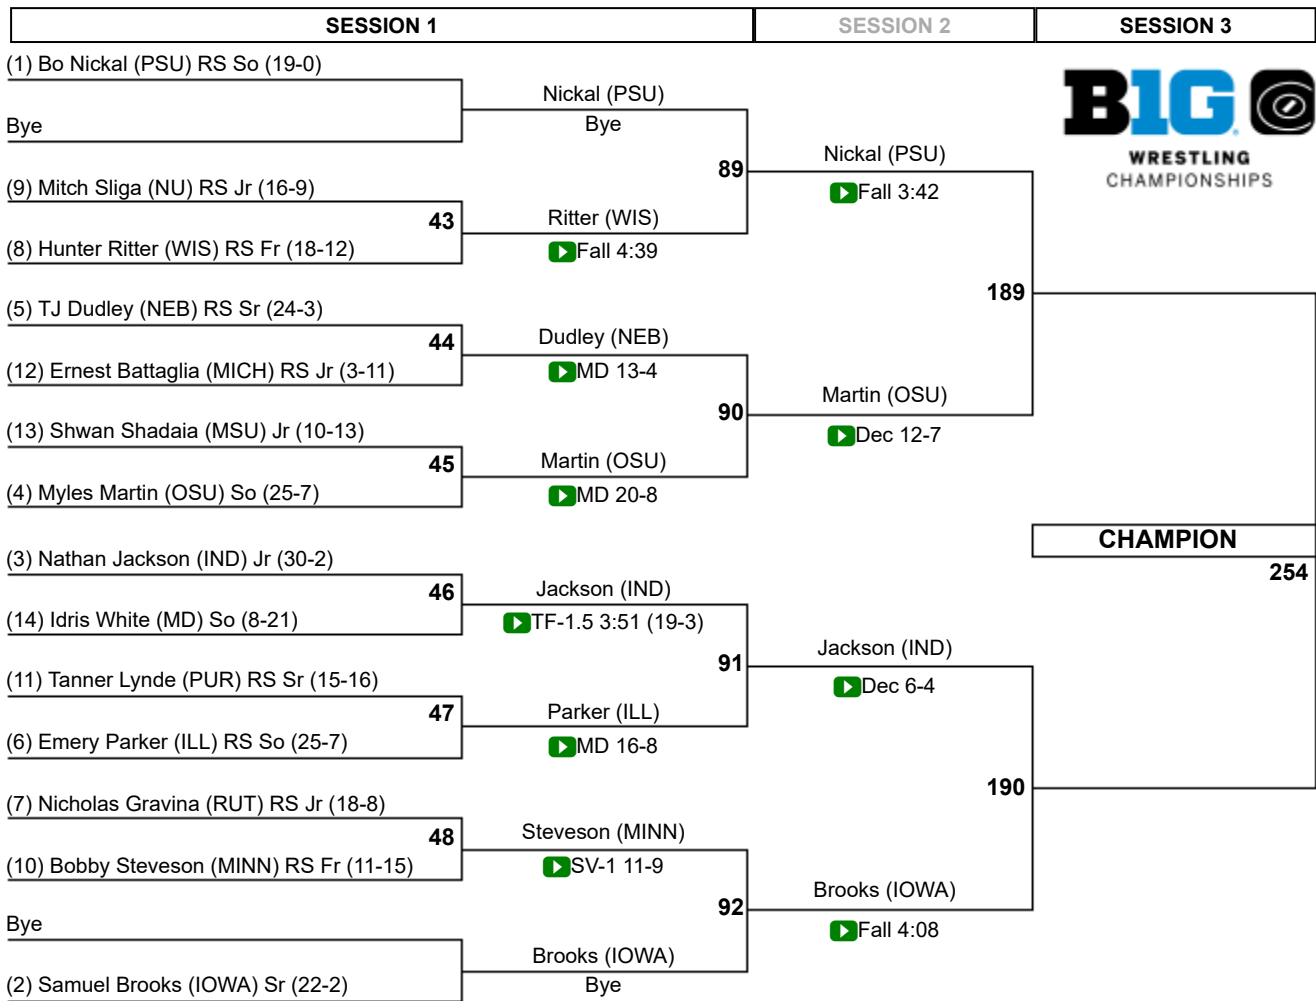 SESSION 1
SESSION 2
SESSION 3
(1) Bo Nickal (PSU) RS So (19-0)
Nickal (PSU)
Bye
Bye
89
Nickal (PSU)
Fall 3:42
B1G
WRESTLING
CHAMPIONSHIPS
(9) Mitch Sliga (NU) RS Jr (16-9)
43
Ritter (WIS)
(8) Hunter Ritter (WIS) RS Fr (18-12)
Fall 4:39
189
(5) TJ Dudley (NEB) RS Sr (24-3)
44
Dudley (NEB)
(12) Ernest Battaglia (MICH) RS Jr (3-11)
MD 13-4
90
Martin (OSU)
Dec 12-7
(13) Shwan Shadaia (MSU) Jr (10-13)
45
Martin (OSU)
(4) Myles Martin (OSU) So (25-7)
MD 20-8
CHAMPION
254
(3) Nathan Jackson (IND) Jr (30-2)
46
Jackson (IND)
(14) Idris White (MD) So (8-21)
TF-1.5 3:51 (19-3)
91
Jackson (IND)
Dec 6-4
(11) Tanner Lynde (PUR) RS Sr (15-16)
47
Parker (ILL)
(6) Emery Parker (ILL) RS So (25-7)
MD 16-8
190
(7) Nicholas Gravina (RUT) RS Jr (18-8)
48
Steveson (MINN)
(10) Bobby Steveson (MINN) RS Fr (11-15)
SV-1 11-9
92
Brooks (IOWA)
Fall 4:08
Bye
Brooks (IOWA)
(2) Samuel Brooks (IOWA) Sr (22-2)
Bye